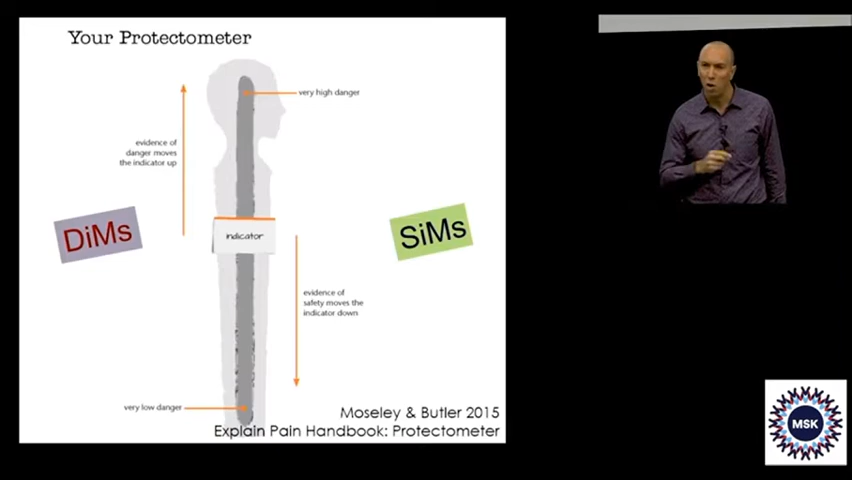 Your Protectometer
very high danger
evidence of
danger moves
the indicator up
DiMs
SiMs
indicator
evidence of
safety moves the
indicator down
very low danger
Moseley & Butler 2015
Explain Pain Handbook: Protectometer
MSK